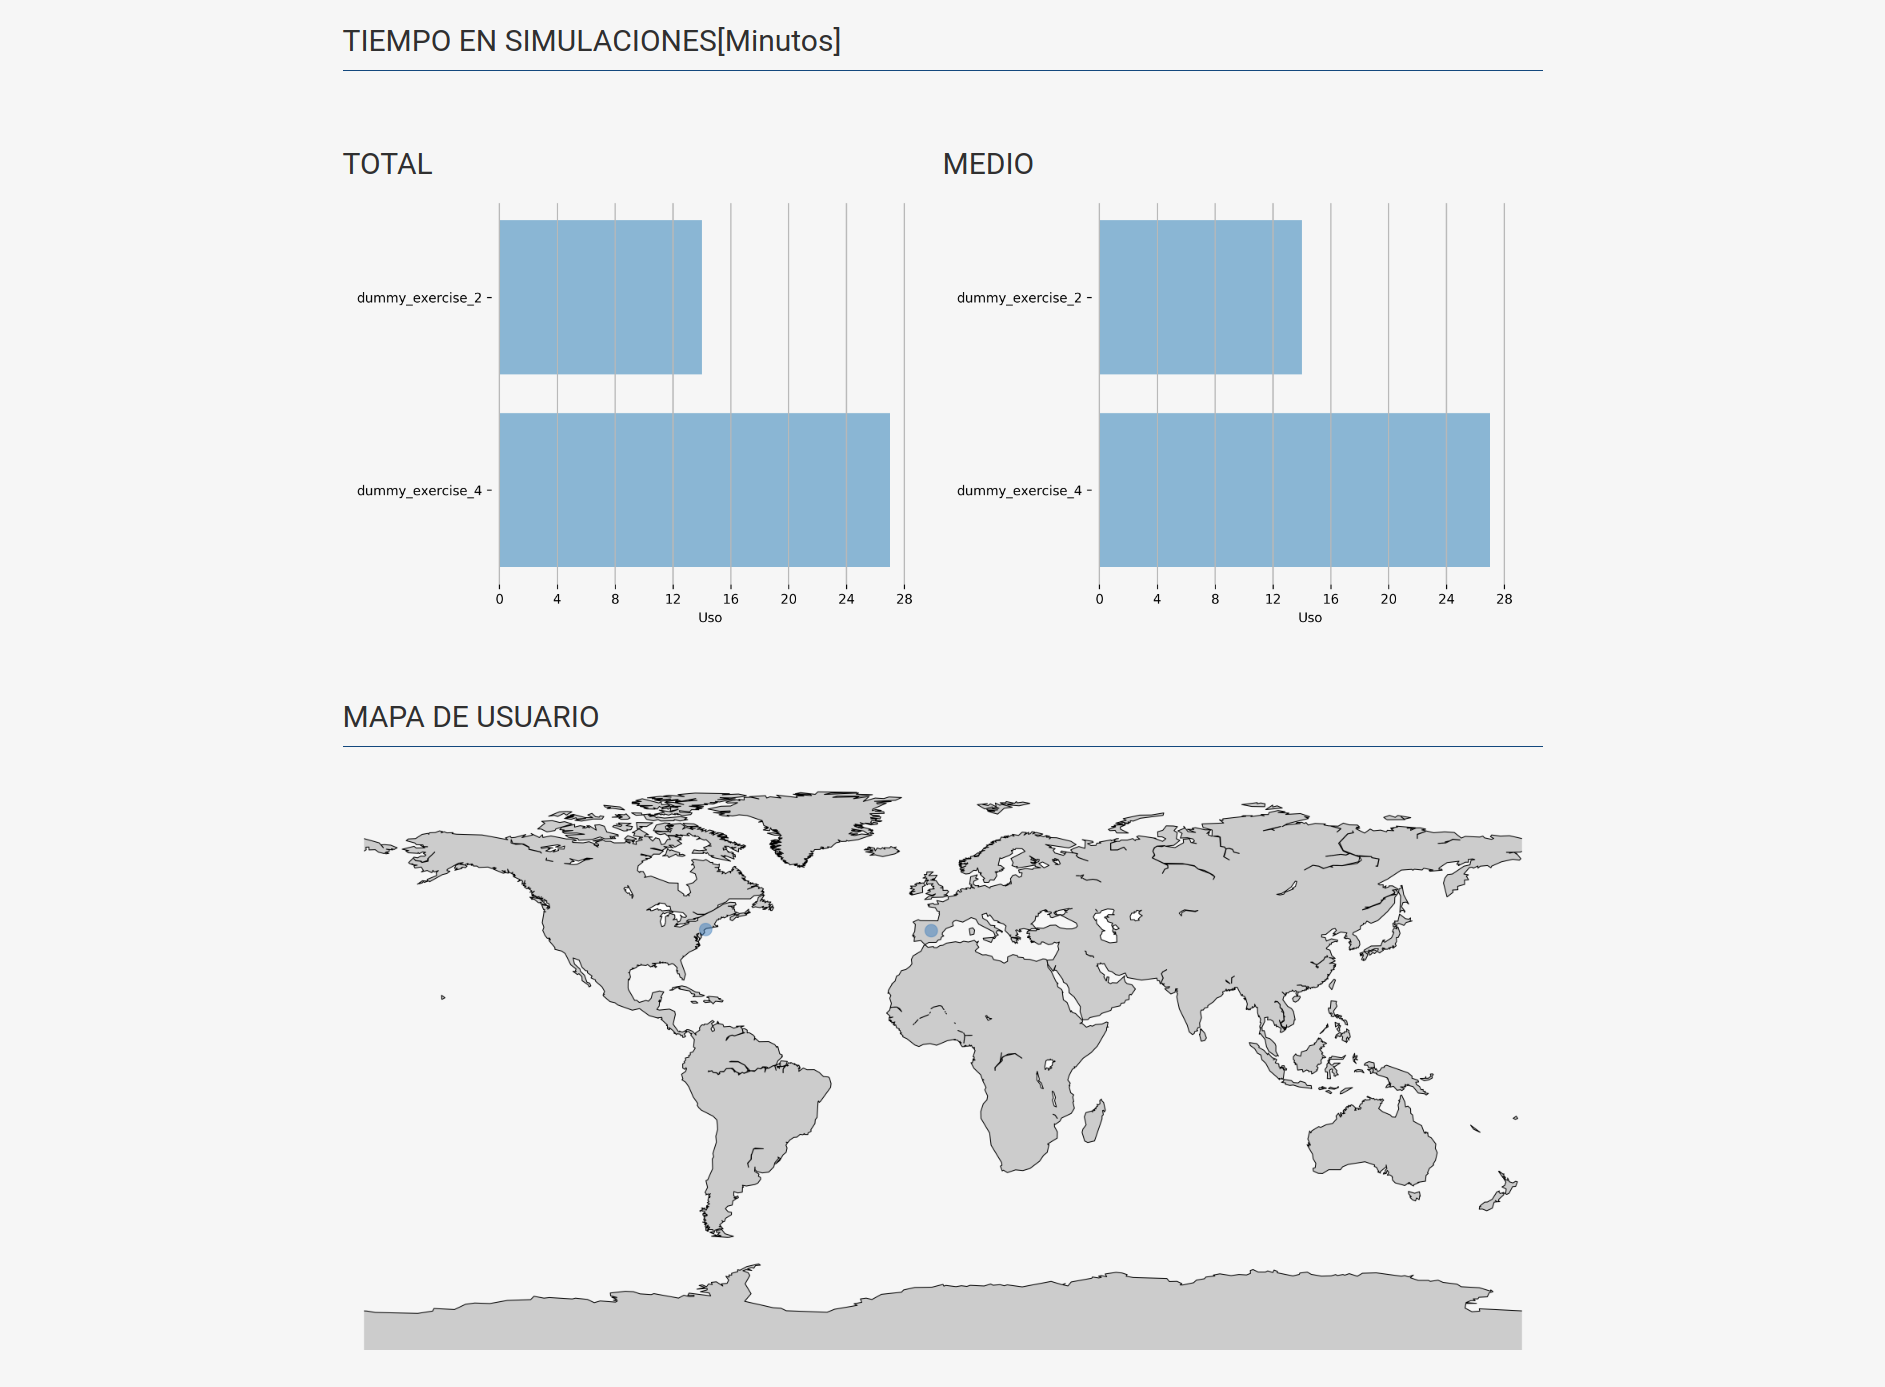 TIEMPO EN SIMULACIONES[Minutos]
TOTAL
dummy_exercise_2
dummy_exercise_4
0 4 8 12 16 20 24 28
Uso
MEDIO
dummy_exercise_2
dummy_exercise_4
0 4 8 12 16 20 24 28
Uso
MAPA DE USUARIO